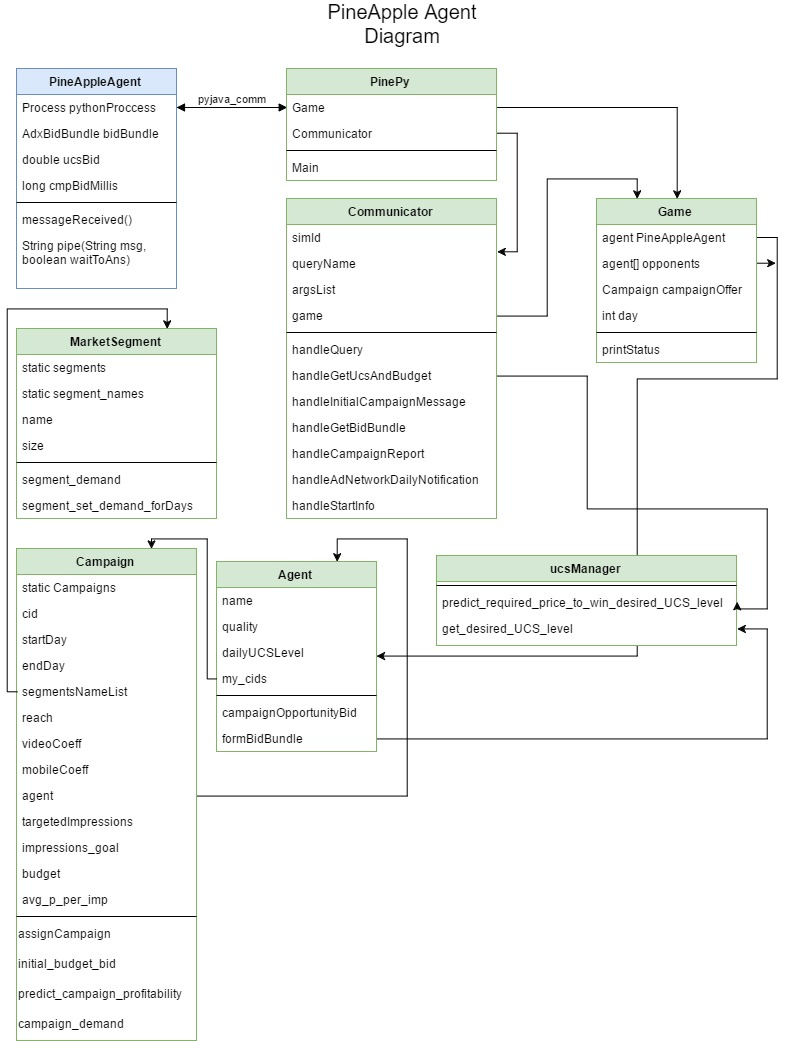 PineApple Agent
Diagram
PineAppleAgent
Process pythonProccess
AdxBidBundle bidBundle
double ucsBid
long cmpBidMillis
messageReceived()
String pipe(String msg,
boolean waitToAns)
pyjava_comm
PinePy
Game
Communicator
Main
Communicator
simId
queryName
argsList
game
handleQuery
handleGetUcsAndBudget
handleInitialCampaignMessage
handleGetBidBundle
handleCampaignReport
handleAdNetworkDailyNotification
handleStartInfo
Game
agent PineAppleAgent
agent[] opponents
Campaign campaignOffer
int day
printStatus
MarketSegment
static segments
static segment_names
name
size
segment_demand
segment_set_demand_forDays
Campaign
static Campaigns
cid
startDay
endDay
segmentsNameList
reach
videoCoeff
mobileCoeff
agent
targetedImpressions
impressions_goal
budget
avg_p_per_imp
assignCampaign
initial_budget_bid
predict_campaign_profitability
campaign_demand
Agent
name
quality
dailyUCSLevel
my_cids
campaignOpportunityBid
formBidBundle
ucsManager
predict_required_price_to_win_desired_UCS_level
get_desired_UCS_level